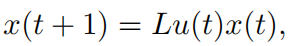 x(t + 1) = Lu(t)x(t),